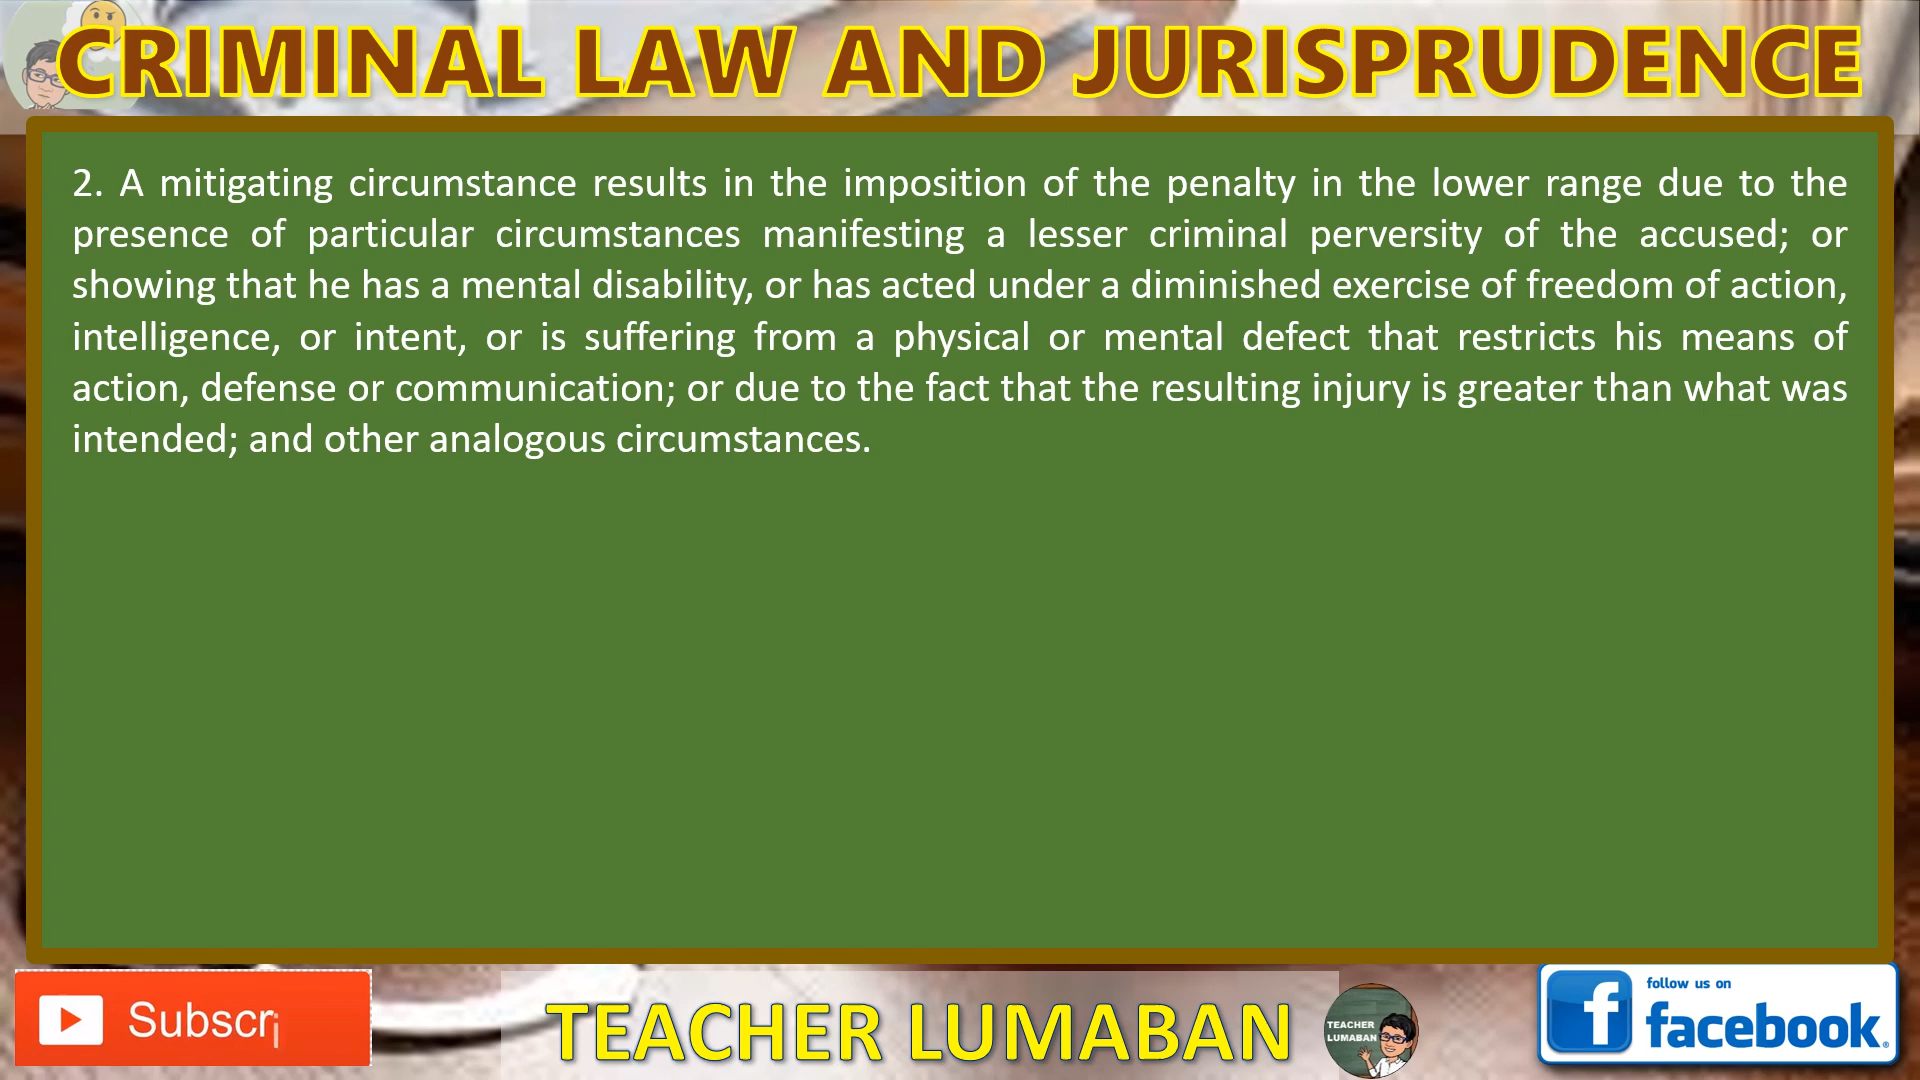 CRIMINAL LAW AND JURISPRUDENCE
2. A mitigating circumstance results in the imposition of the penalty in the lower range due to the
presence of particular circumstances manifesting a lesser criminal perversity of the accused; or
showing that he has a mental disability, or has acted under a diminished exercise of freedom of action,
intelligence, or intent, or is suffering from a physical or mental defect that restricts his means of
action, defense or communication; or due to the fact that the resulting injury is greater than what was
intended; and other analogous circumstances.
Subscri
TEACHER LUMABAN
TEACHER
LUMABAN
follow us on
facebook